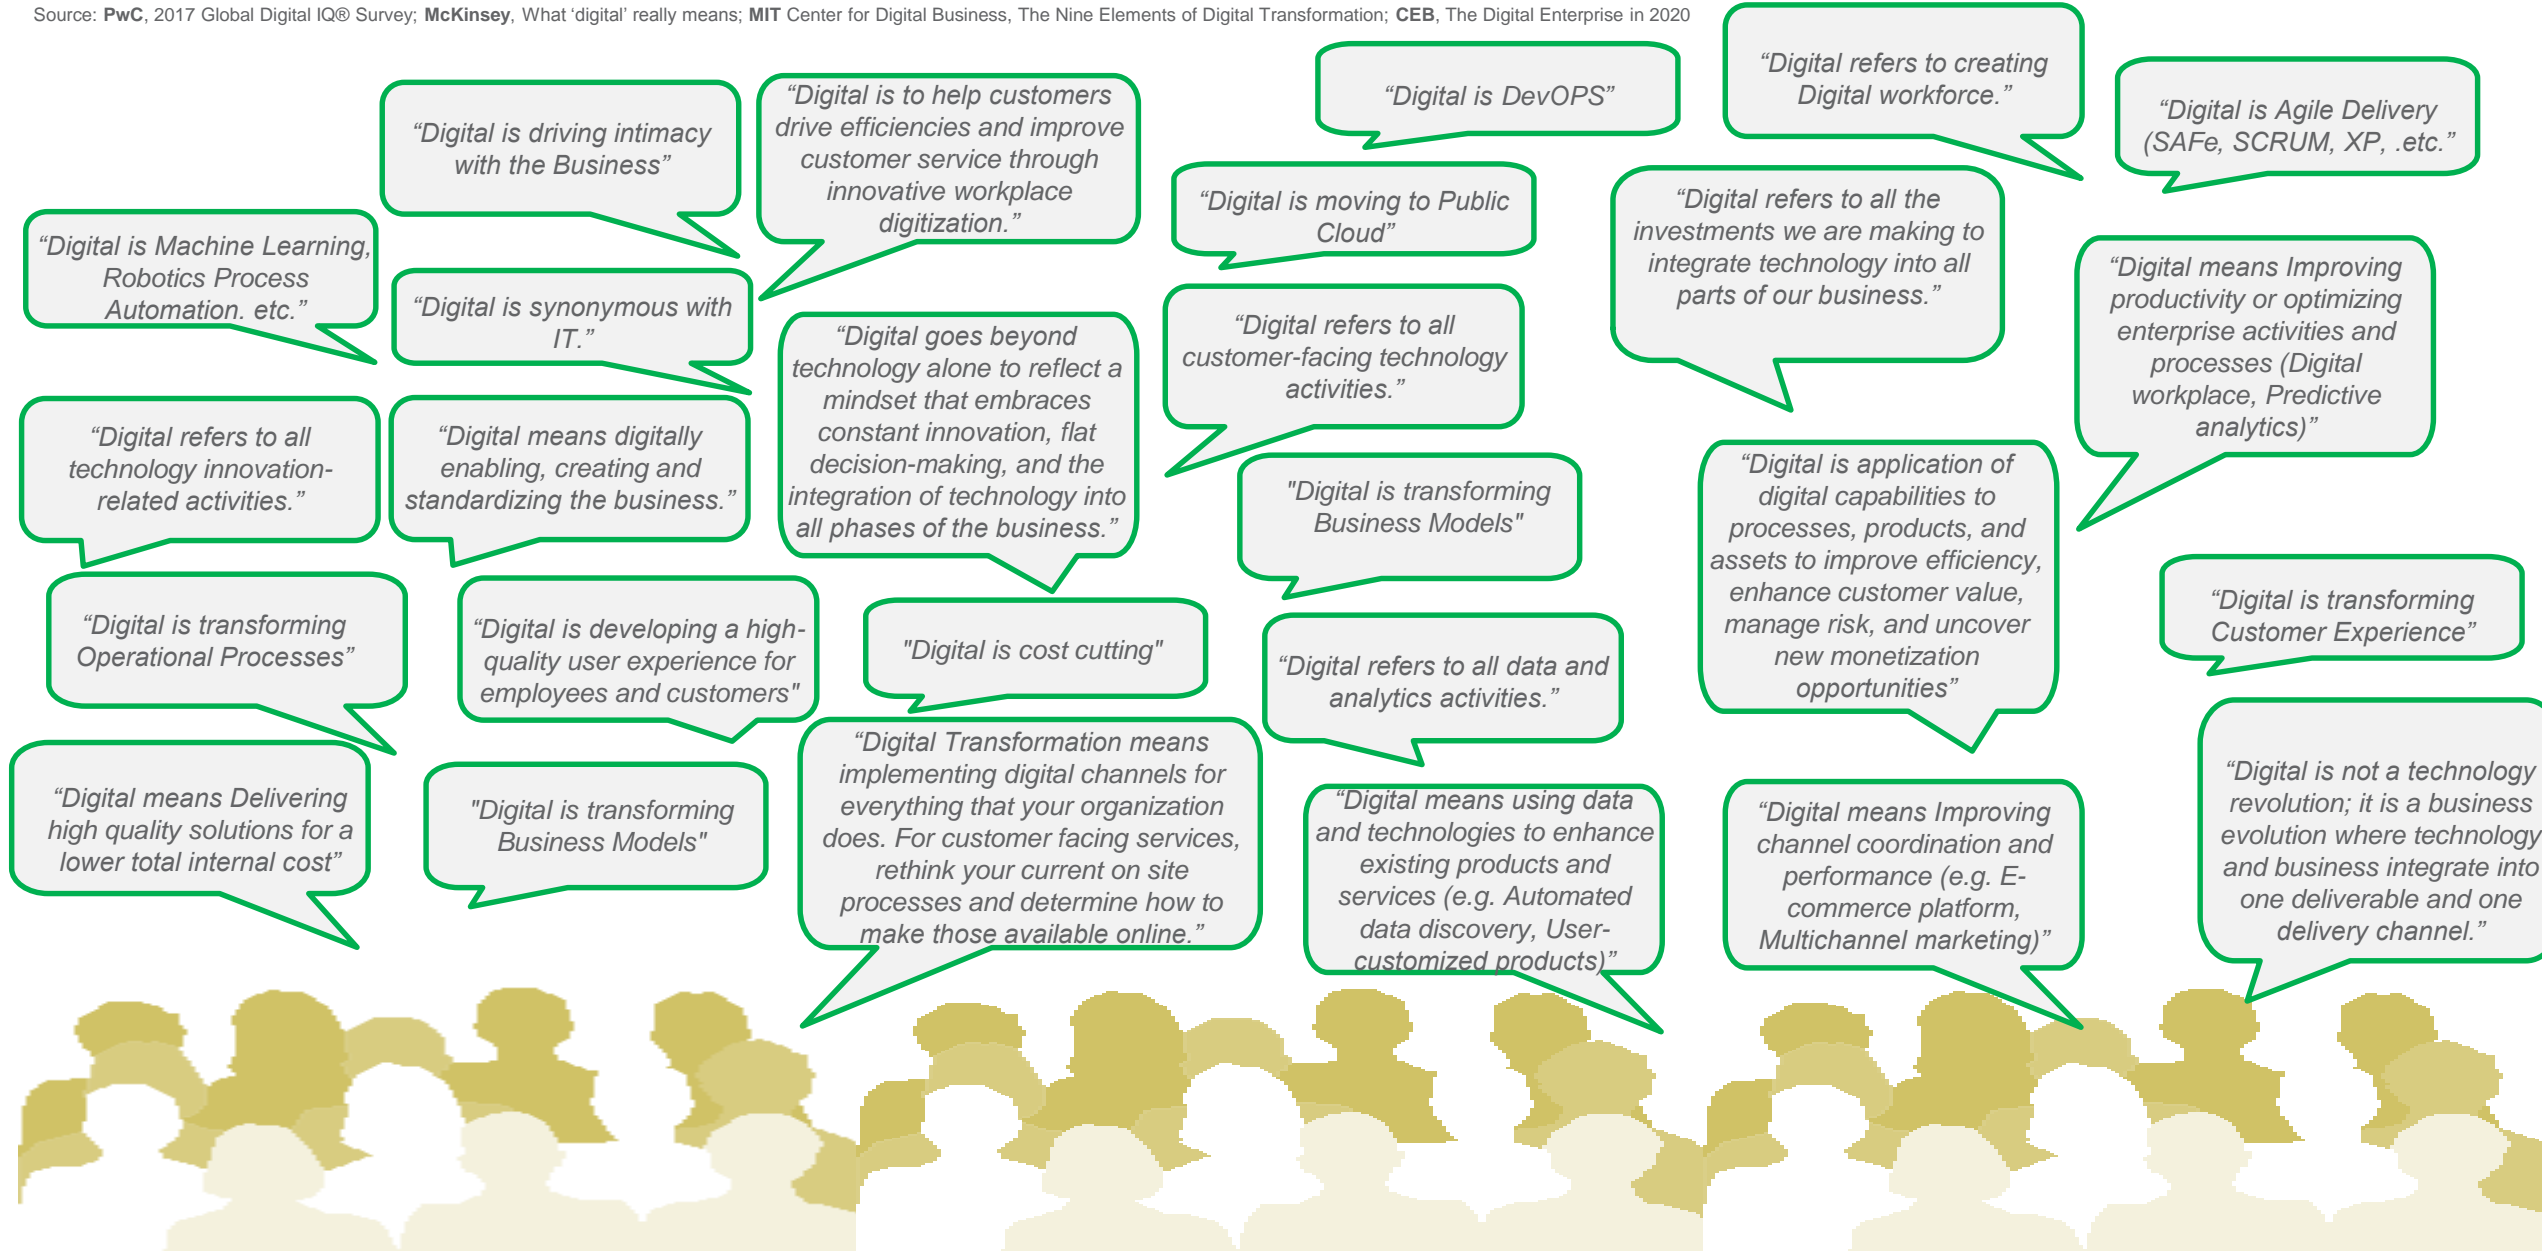 Source: PwC, 2017 Global Digital IQ® Survey; McKinsey, What ‘digital’ really means; MIT Center for Digital Business, The Nine Elements of Digital Transformation; CEB, The Digital Enterprise in 2020
“Digital is driving intimacy
with the Business”
“Digital is to help customers
drive efficiencies and improve
customer service through
innovative workplace
digitization.”
“Digital is DevOPS”
“Digital refers to creating
Digital workforce.”
“Digital is Agile Delivery
(SAFe, SCRUM, XP, .etc.”
“Digital is Machine Learning,
Robotics Process
Automation. etc.”
“Digital is synonymous with
IT.”
“Digital is moving to Public
Cloud”
“Digital refers to all the
investments we are making to
integrate technology into all
parts of our business.”
“Digital means Improving
productivity or optimizing
enterprise activities and
processes (Digital
workplace, Predictive
analytics)”
“Digital goes beyond
technology alone to reflect a
mindset that embraces
constant innovation, flat
decision-making, and the
integration of technology into
all phases of the business.”
“Digital refers to all
customer-facing technology
activities.”
“Digital refers to all
technology innovation-
related activities.”
“Digital means digitally
enabling, creating and
standardizing the business.”
"Digital is transforming
Business Models"
“Digital is application of
digital capabilities to
processes, products, and
assets to improve efficiency,
enhance customer value,
manage risk, and uncover
new monetization
opportunities”
“Digital is transforming
Customer Experience”
“Digital is transforming
Operational Processes”
“Digital is developing a high-
quality user experience for
employees and customers"
"Digital is cost cutting"
“Digital refers to all data and
analytics activities.”
“Digital means Delivering
high quality solutions for a
lower total internal cost”
"Digital is transforming
Business Models"
“Digital Transformation means
implementing digital channels for
everything that your organization
does. For customer facing services,
rethink your current on site
processes and determine how to
make those available online.”
“Digital means using data
and technologies to enhance
existing products and
services (e.g. Automated
data discovery, User-
customized products)”
“Digital means Improving
channel coordination and
performance (e.g. E-
commerce platform,
Multichannel marketing)”
“Digital is not a technology
revolution; it is a business
evolution where technology
and business integrate into
one deliverable and one
delivery channel.”